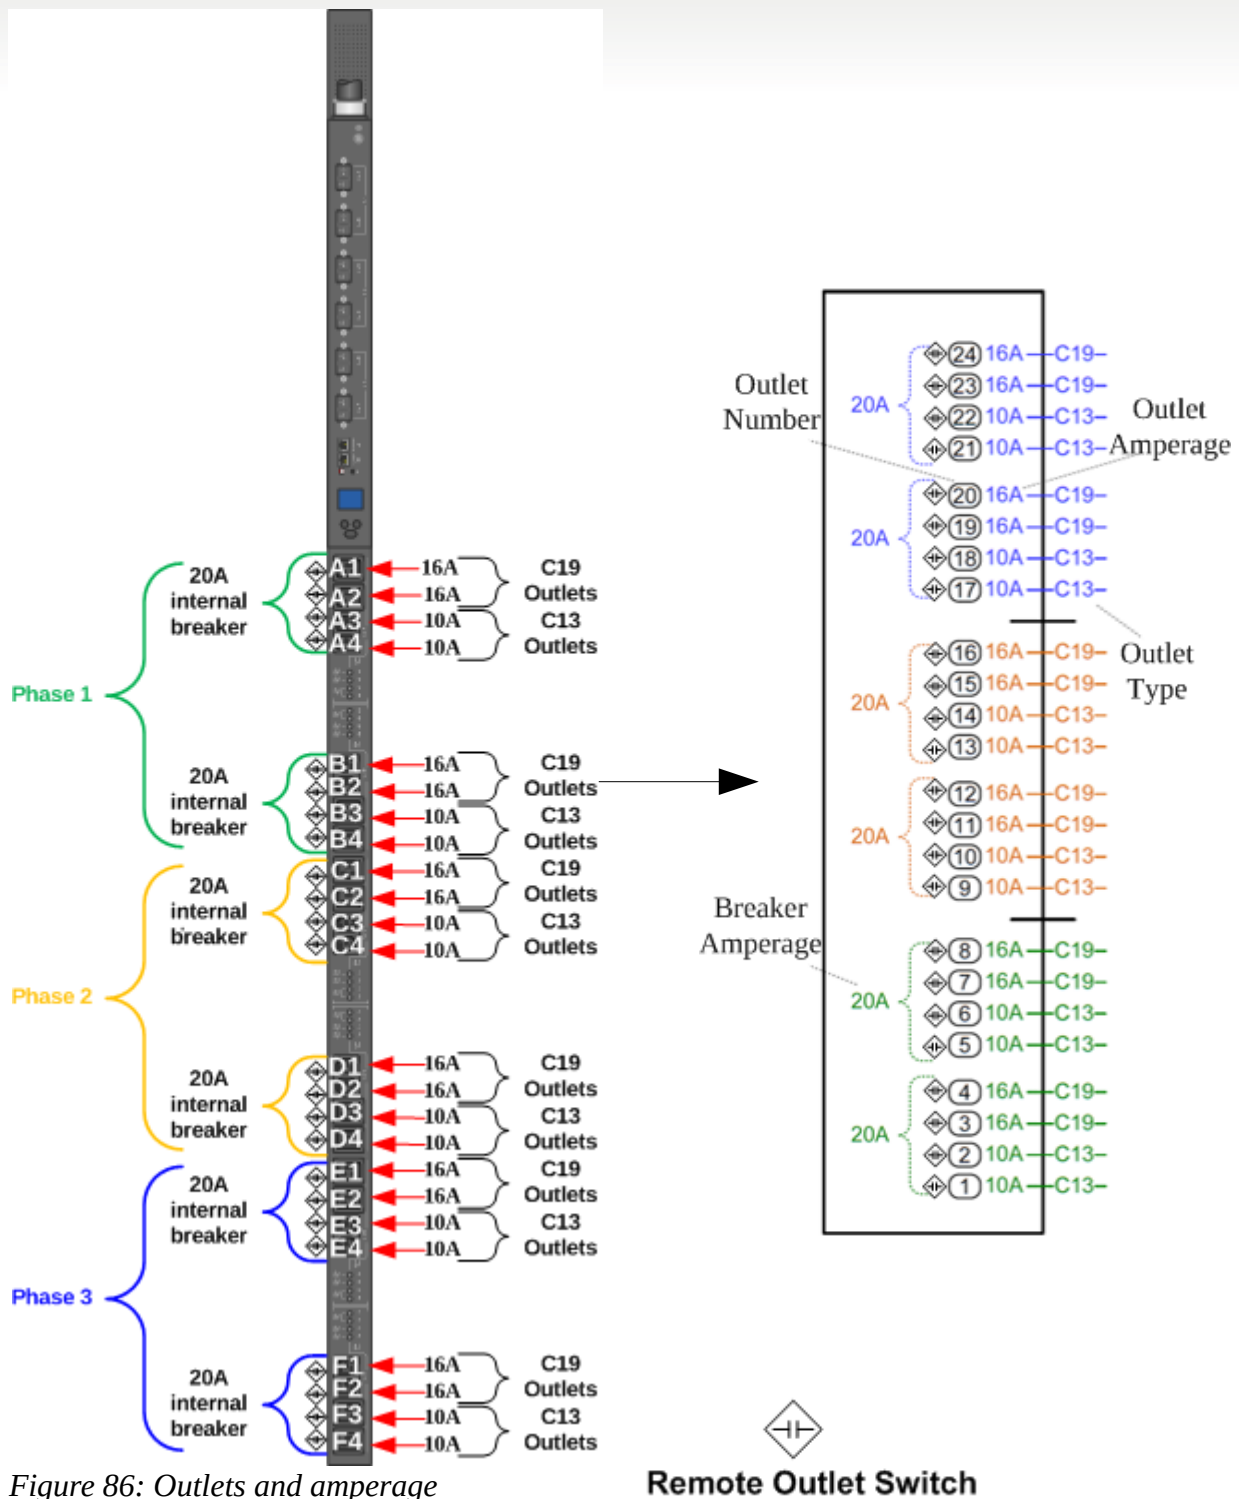 Phase 1
20A
internal
breaker
A1 16A C19
A2 16A Outlets
A3 10A C13
A4 10A Outlets
20A
internal
breaker
B1 16A C19
B2 16A Outlets
B3 10A C13
B4 10A Outlets
Phase 2
20A
internal
breaker
C1 16A C19
C2 16A Outlets
C3 10A C13
C4 10A Outlets
20A
internal
breaker
D1 16A C19
D2 16A Outlets
D3 10A C13
D4 10A Outlets
Phase 3
20A
internal
breaker
E1 16A C19
E2 16A Outlets
E3 10A C13
E4 10A Outlets
20A
internal
breaker
F1 16A C19
F2 16A Outlets
F3 10A C13
F4 10A Outlets
Figure 86: Outlets and amperage
Outlet
Number
Outlet
Amperage
Outlet
Type
Breaker
Amperage
20A
24 16A C19
23 16A C19
22 10A C13
21 10A C13
20A
20 16A C19
19 16A C19
18 10A C13
17 10A C13
20A
16 16A C19
15 16A C19
14 10A C13
13 10A C13
20A
12 16A C19
11 16A C19
10 10A C13
9 10A C13
20A
8 16A C19
7 16A C19
6 10A C13
5 10A C13
20A
4 16A C19
3 16A C19
2 10A C13
1 10A C13
Remote Outlet Switch